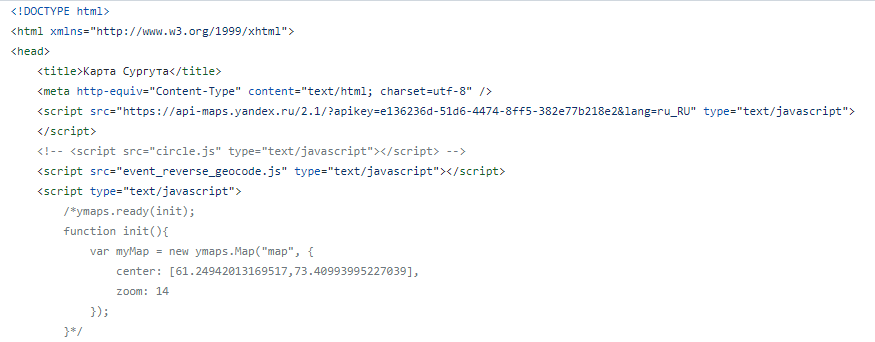 <!DOCTYPE html>
<html xmlns="http://www.w3.org/1999/xhtml">
<head>
    <title>Карта Сургута</title>
    <meta http-equiv="Content-Type" content="text/html; charset=utf-8" />
    <script src="https://api-maps.yandex.ru/2.1/?apikey=e136236d-51d6-4474-8ff5-382e77b218e2&lang=ru_RU" type="text/javascript">
    </script>
    <!-- <script src="circle.js" type="text/javascript"></script> -->
    <script src="event_reverse_geocode.js" type="text/javascript"></script>
    <script type="text/javascript">
        /*ymaps.ready(init);
        function init(){
            var myMap = new ymaps.Map("map", {
                center: [61.24942013169517,73.40993995227039],
                zoom: 14
            });
        }*/